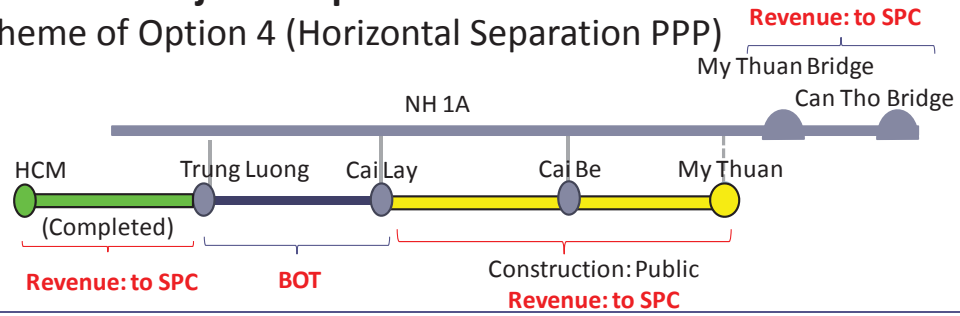 Revenue: to SPC
heme of Option 4 (Horizontal Separation PPP)
My Thuan Bridge
Can Tho Bridge
NH 1A
HCM
Trung Luong
Cai Lay
Cai Be
My Thuan
(Completed)
Revenue: to SPC
BOT
Construction: Public
Revenue: to SPC